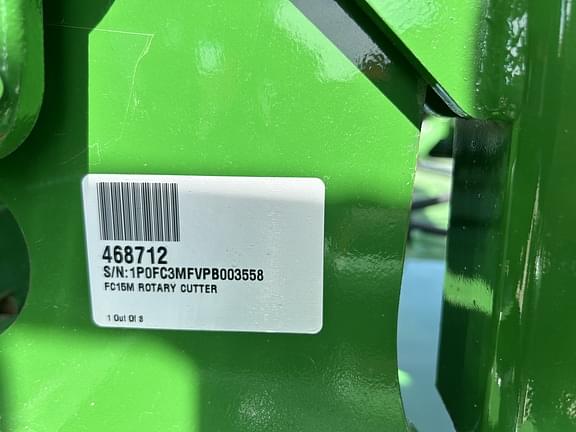 468712
S/N:1P0FC3MFVPB003558
FC15M ROTARY CUTTER
1 Out Of 8